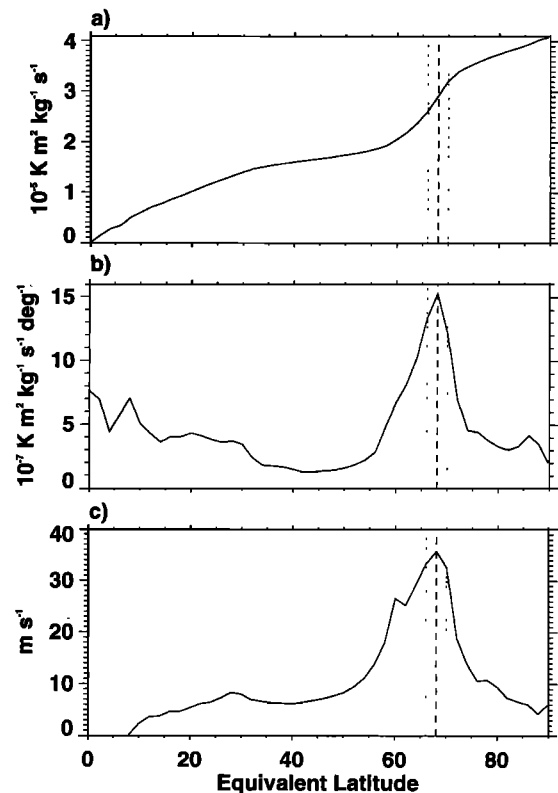 a)
4
3
2
1
0
10⁻⁵ K m² kg⁻¹ s⁻¹
b)
15
10
5
0
10⁻⁷ K m² kg⁻¹ s⁻¹ deg⁻¹
c)
40
30
20
10
0
m s⁻¹
0 20 40 60 80
Equivalent Latitude